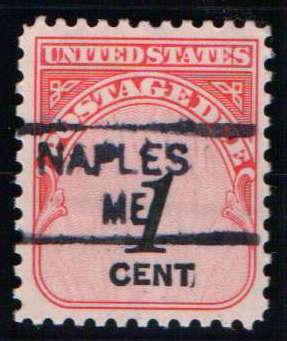 UNITED STATES
POSTAGE DUE
NAPLES
ME
1
CENT